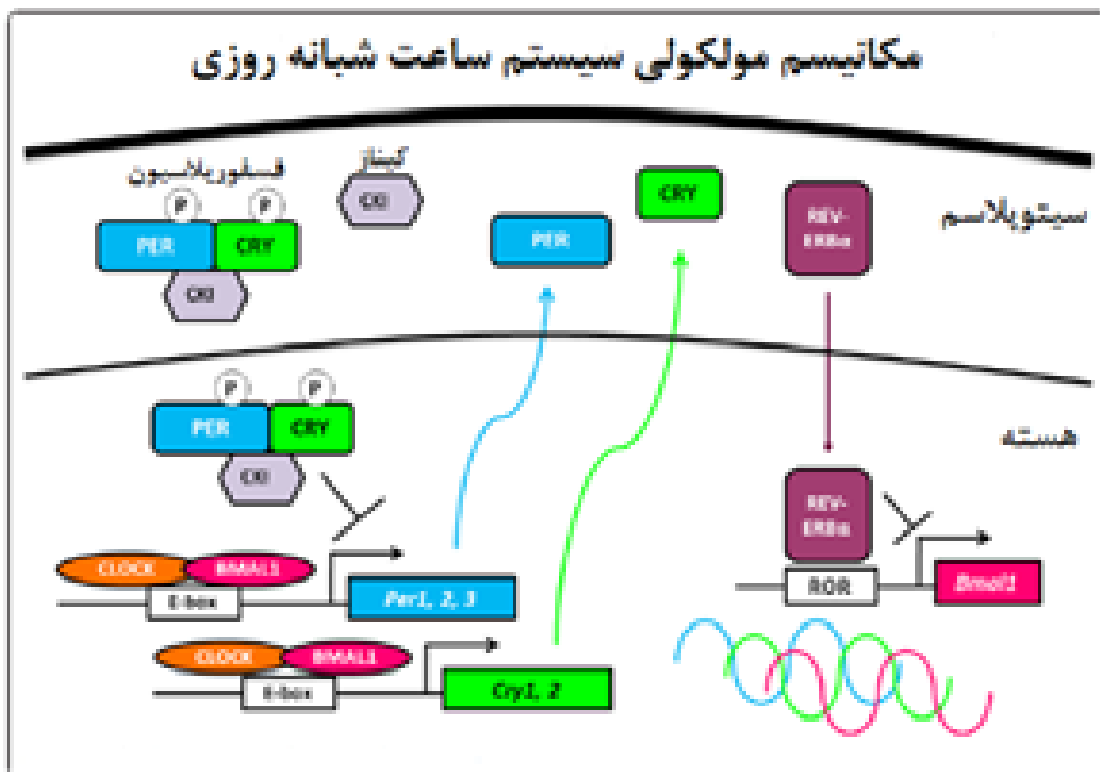 مکانیسم مولکولی سیستم ساعت شبانه روزی
فسفوریلاسیون
کیناز
P
P
CKI
CRY
PER
CRY
CKI
PER
REV-
ERBα
سیتوپلاسم
P
P
PER
CRY
CKI
هسته
REV-
ERBα
CLOCK
BMAL1
E-box
Per1, 2, 3
ROR
Bmal1
CLOCK
BMAL1
E-box
Cry1, 2